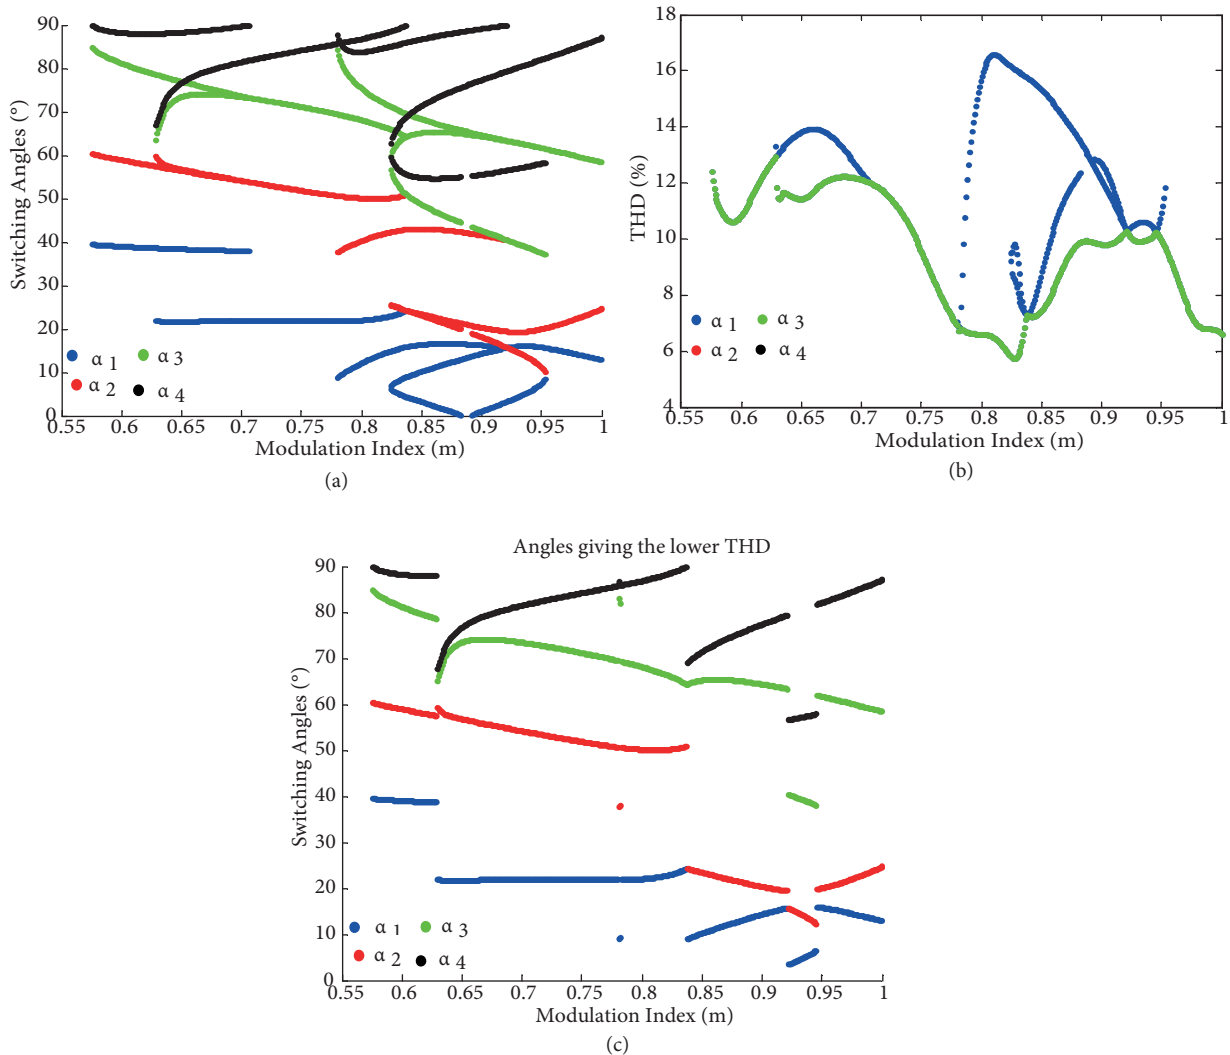 90
80
70
60
50
40
30
20
10
0
Switching Angles (°)
α 1
α 3
α 2
α 4
0.55 0.6 0.65 0.7 0.75 0.8 0.85 0.9 0.95 1
Modulation Index (m)
(a)
18
16
14
12
10
8
6
4
THD (%)
α 1
α 3
α 2
α 4
0.55 0.6 0.65 0.7 0.75 0.8 0.85 0.9 0.95 1
Modulation Index (m)
(b)
Angles giving the lower THD
90
80
70
60
50
40
30
20
10
0
Switching Angles (°)
α 1
α 3
α 2
α 4
0.55 0.6 0.65 0.7 0.75 0.8 0.85 0.9 0.95 1
Modulation Index (m)
(c)